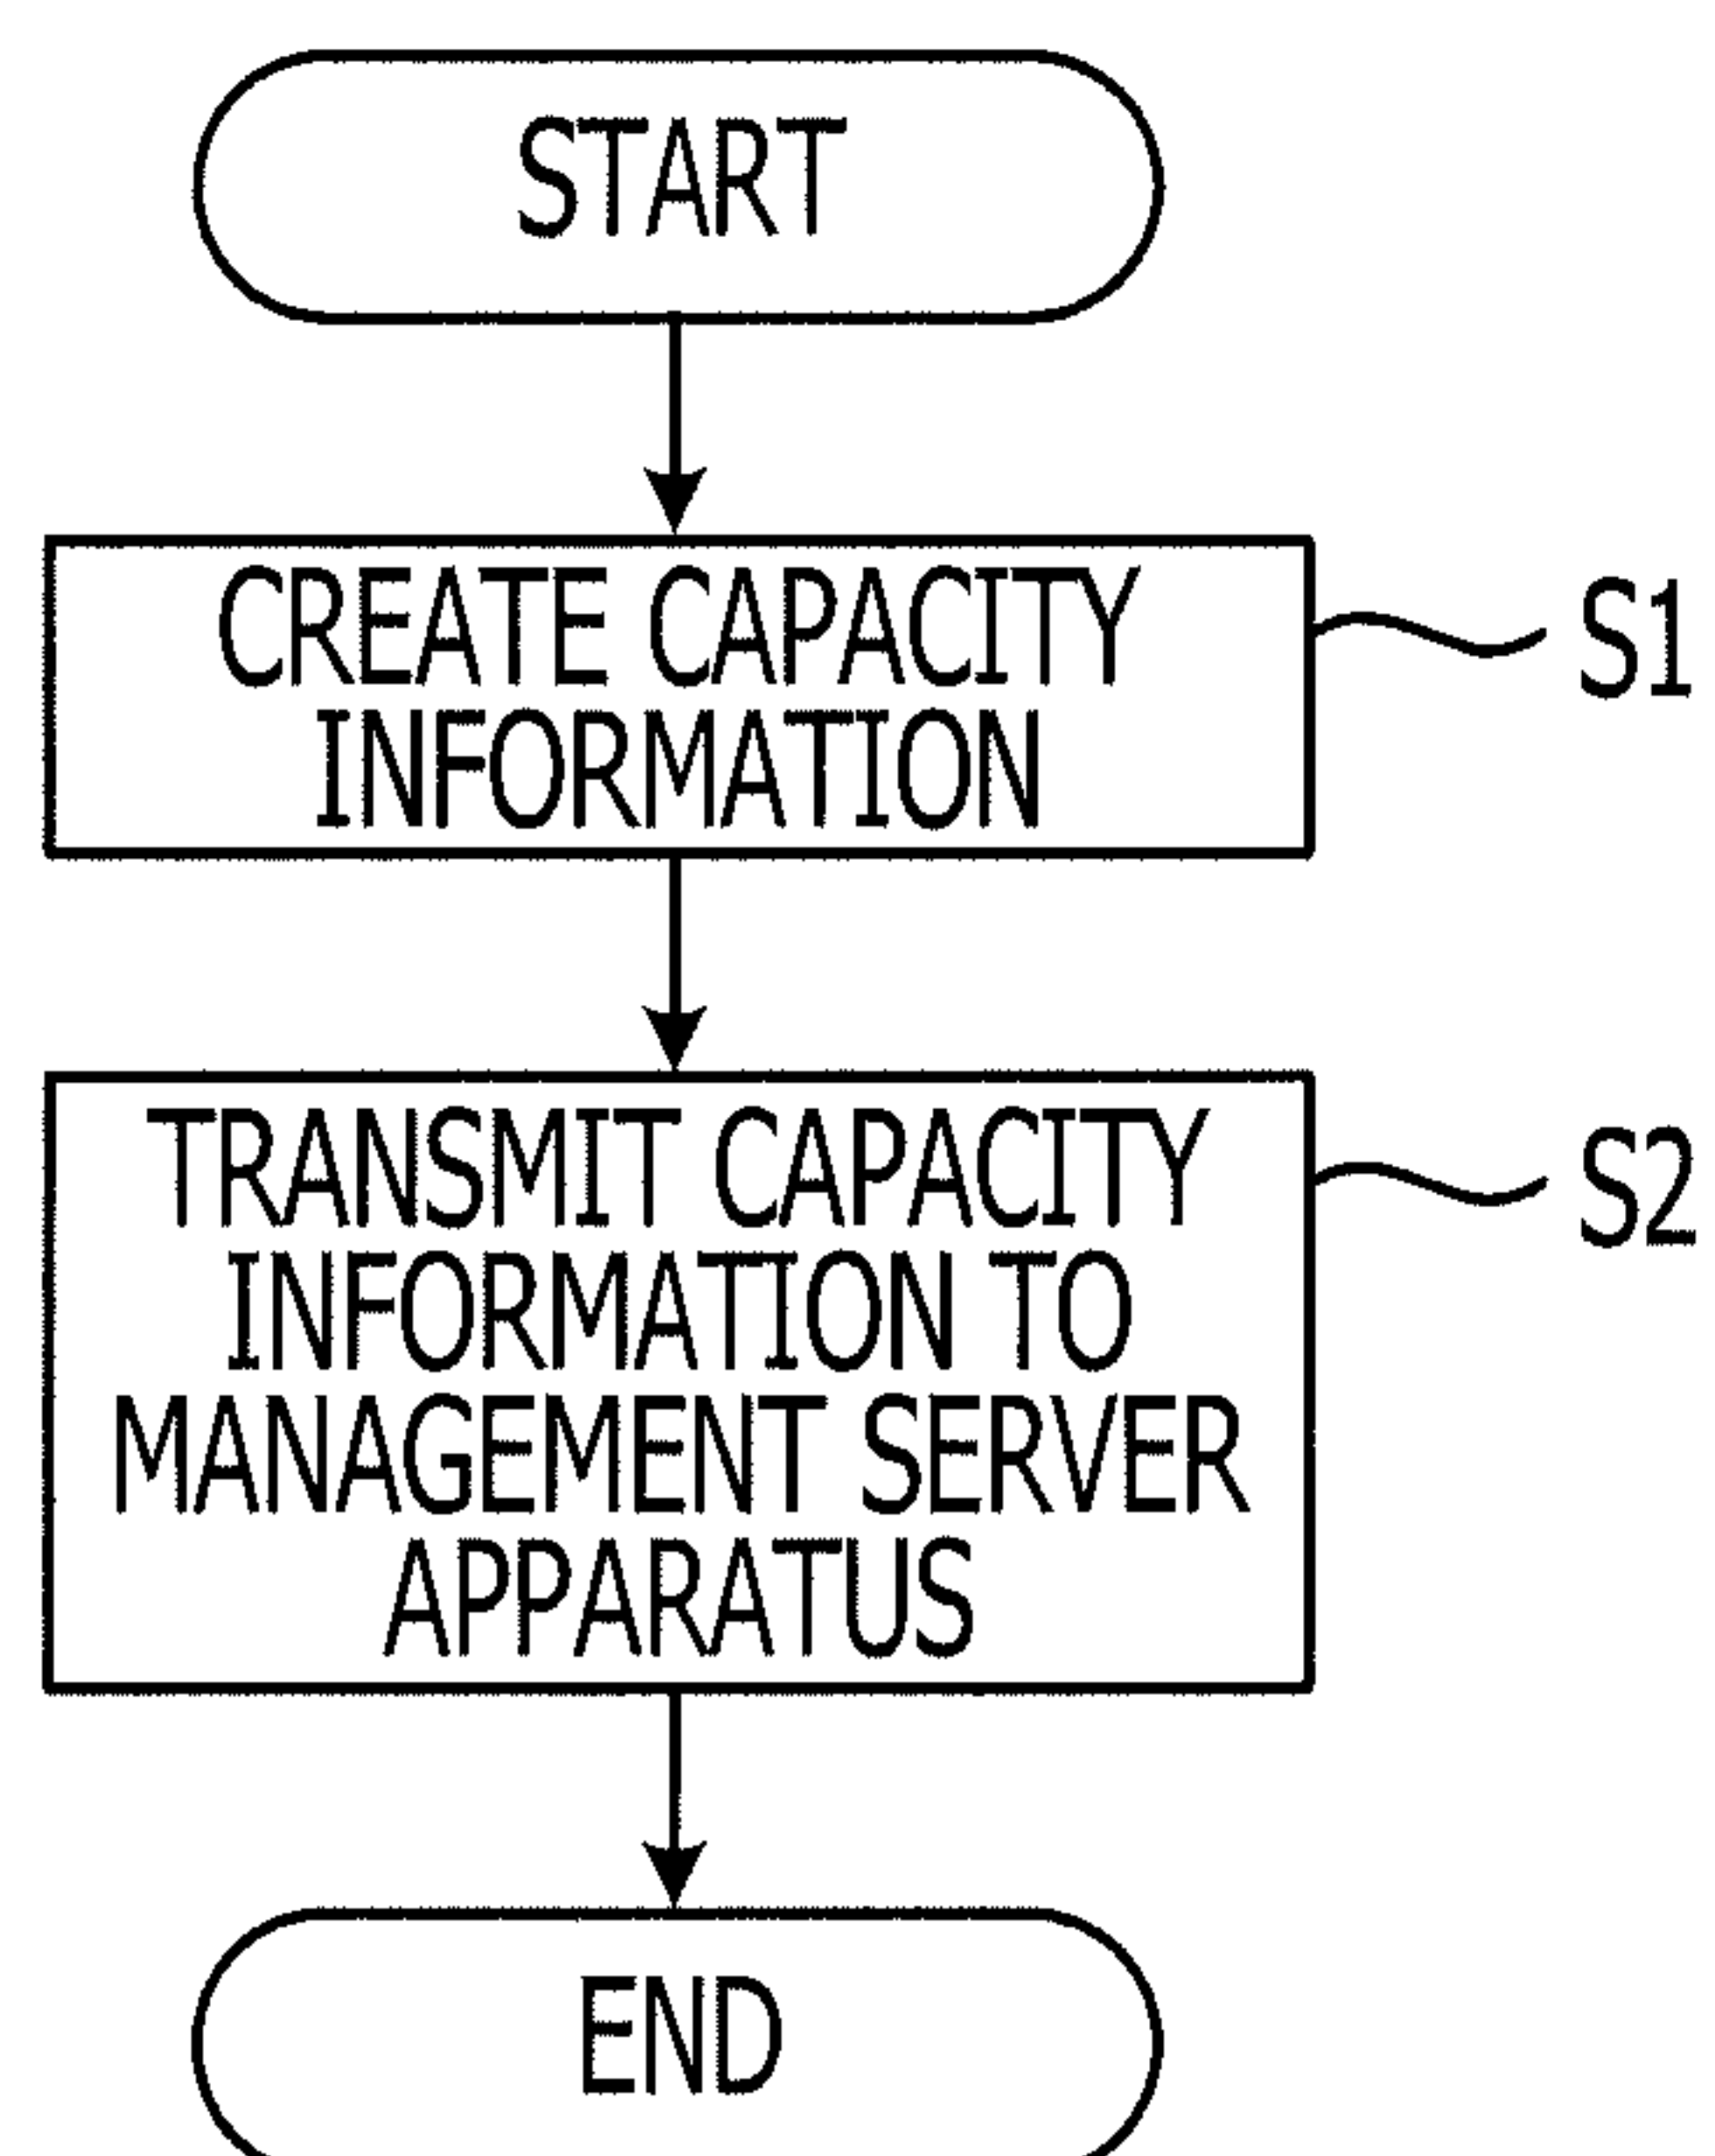 START
CREATE CAPACITY
INFORMATION
S1
TRANSMIT CAPACITY
INFORMATION TO
MANAGEMENT SERVER
APPARATUS
S2
END